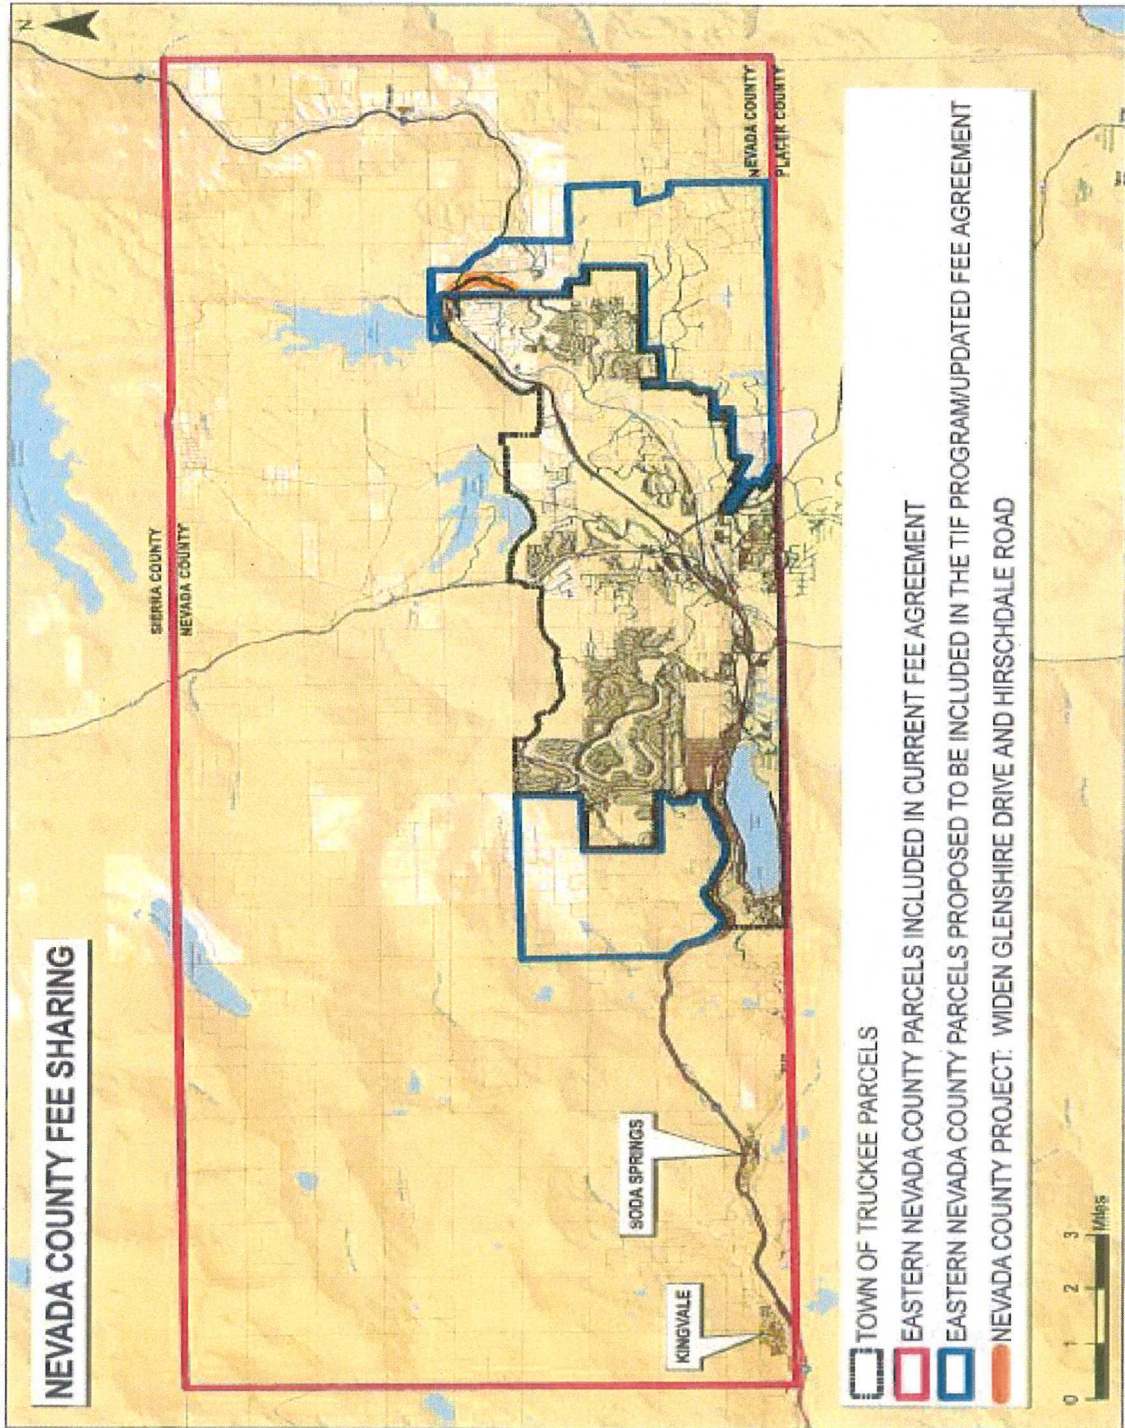 NEVADA COUNTY FEE SHARING
N
SIERRA COUNTY
NEVADA COUNTY
NEVADA COUNTY
PLACER COUNTY
SODA SPRINGS
KINGVALE
TOWN OF TRUCKEE PARCELS
EASTERN NEVADA COUNTY PARCELS INCLUDED IN CURRENT FEE AGREEMENT
EASTERN NEVADA COUNTY PARCELS PROPOSED TO BE INCLUDED IN THE TIF PROGRAM/UPDATED FEE AGREEMENT
NEVADA COUNTY PROJECT: WIDEN GLENSHIRE DRIVE AND HIRSCHDALE ROAD
0 1 2 3
Miles